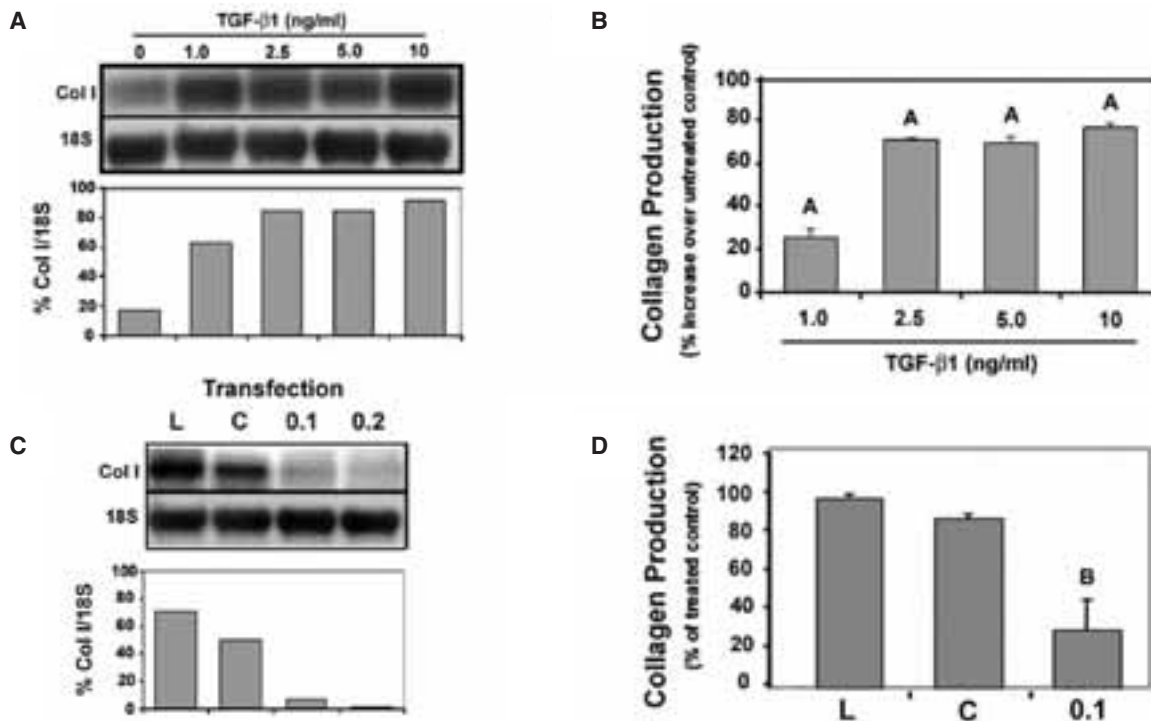 A
TGF-β1 (ng/ml)
0 1.0 2.5 5.0 10
Col I
18S
% Col I/18S
100
80
60
40
20
0
B
Collagen Production
(% increase over untreated control)
100
80
60
40
20
0
A A A A
1.0 2.5 5.0 10
TGF-β1 (ng/ml)
C
Transfection
L C 0.1 0.2
Col I
18S
% Col I/18S
100
80
60
40
20
0
D
Collagen Production
(% of treated control)
120
100
80
60
40
20
0
B
L C 0.1